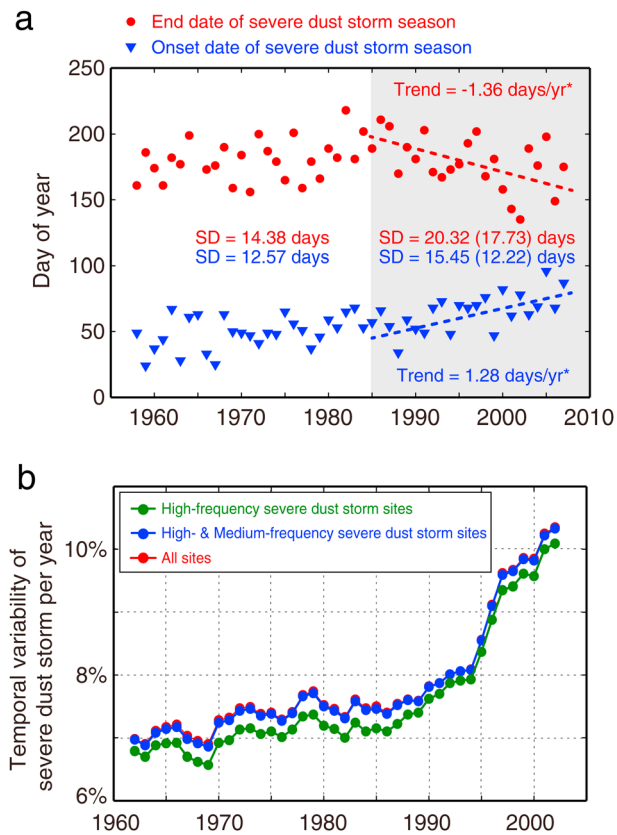 a
End date of severe dust storm season
Onset date of severe dust storm season
250
200
150
100
50
0
Day of year
Trend = -1.36 days/yr*
SD = 14.38 days
SD = 12.57 days
SD = 20.32 (17.73) days
SD = 15.45 (12.22) days
Trend = 1.28 days/yr*
1960 1970 1980 1990 2000 2010
b
High-frequency severe dust storm sites
High- & Medium-frequency severe dust storm sites
All sites
10%
8%
6%
Temporal variability of
severe dust storm per year
1960 1970 1980 1990 2000